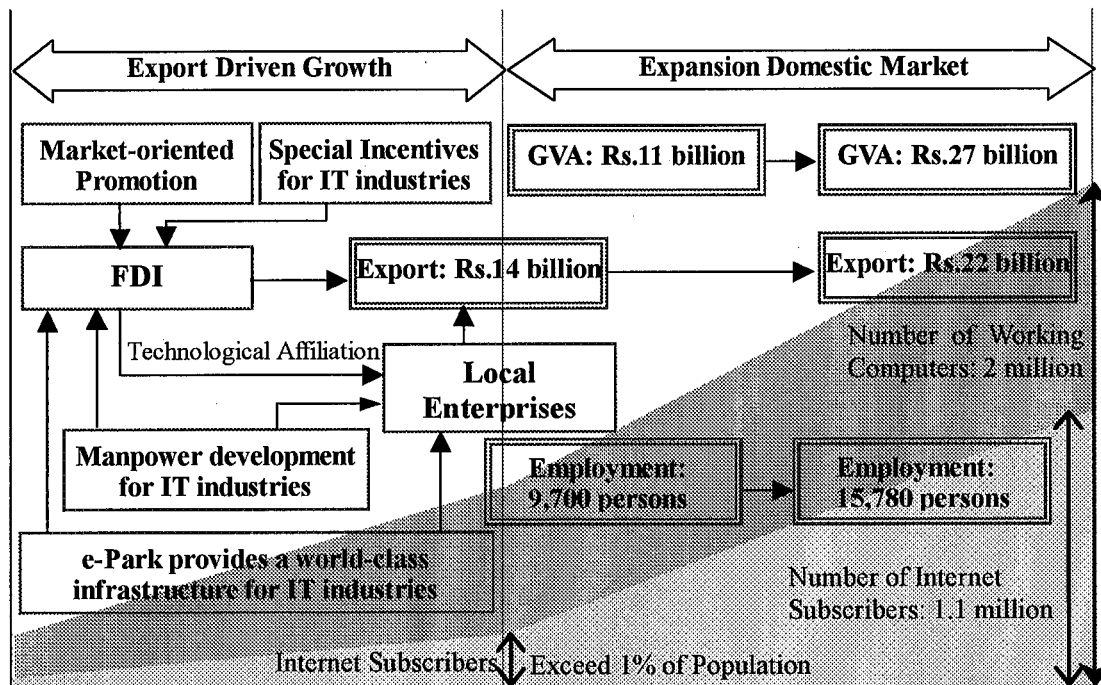 Export Driven Growth
Expansion Domestic Market
Market-oriented
Promotion
Special Incentives
for IT industries
GVA: Rs.11 billion
GVA: Rs.27 billion
FDI
Export: Rs.14 billion
Export: Rs.22 billion
Technological Affiliation
Local
Enterprises
Number of Working
Computers: 2 million
Manpower development
for IT industries
Employment:
9,700 persons
Employment:
15,780 persons
e-Park provides a world-class
infrastructure for IT industries
Number of Internet
Subscribers: 1.1 million
Internet Subscribers
Exceed 1% of Population